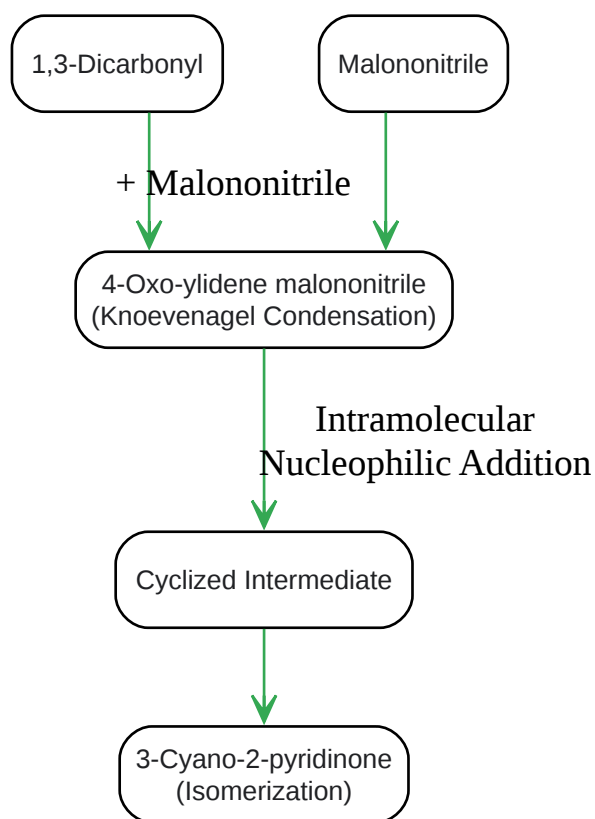 1,3-Dicarbonyl
Malononitrile
+ Malononitrile
4-Oxo-ylidene malononitrile
(Knoevenagel Condensation)
Intramolecular
Nucleophilic Addition
Cyclized Intermediate
3-Cyano-2-pyridinone
(Isomerization)